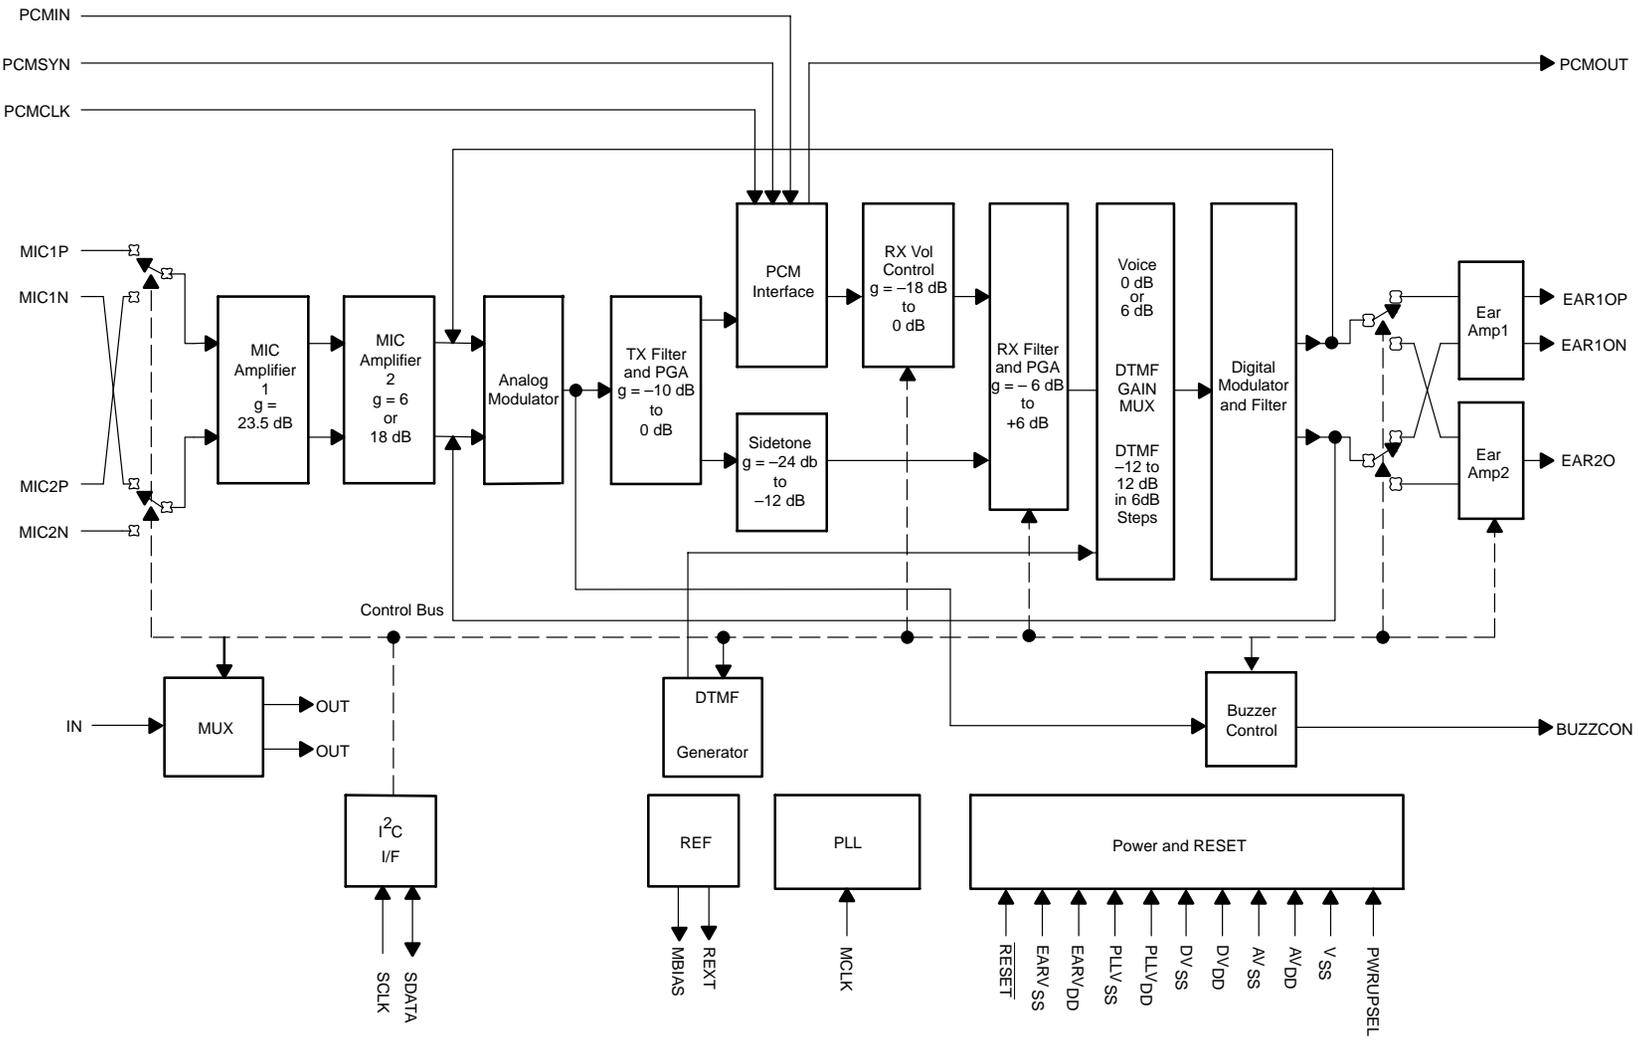 PCMIN
PCMSYN
PCMOUT
PCMCLK
MIC1P
MIC1N
MIC2P
MIC2N
MIC
Amplifier
1
g =
23.5 dB
MIC
Amplifier
2
g = 6
or
18 dB
Analog
Modulator
TX Filter
and PGA
g = –10 dB
to
0 dB
PCM
Interface
Sidetone
g = –24 db
to
–12 dB
RX Vol
Control
g = –18 dB
to
0 dB
RX Filter
and PGA
g = – 6 dB
to
+6 dB
Voice
0 dB
or
6 dB
DTMF
GAIN
MUX
DTMF
–12 to
12 dB
in 6dB
Steps
Digital
Modulator
and Filter
Ear
Amp1
Ear
Amp2
EAR1OP
EAR1ON
EAR2O
Control Bus
IN
MUX
OUT
OUT
DTMF
Generator
Buzzer
Control
BUZZCON
I2C
I/F
REF
PLL
Power and RESET
SCLK
SDATA
MBIAS
REXT
MCLK
RESET
EARVSS
EARVDD
PLLVSS
PLLVDD
DVSS
DVDD
AVSS
AVDD
VSS
PWRUPSEL